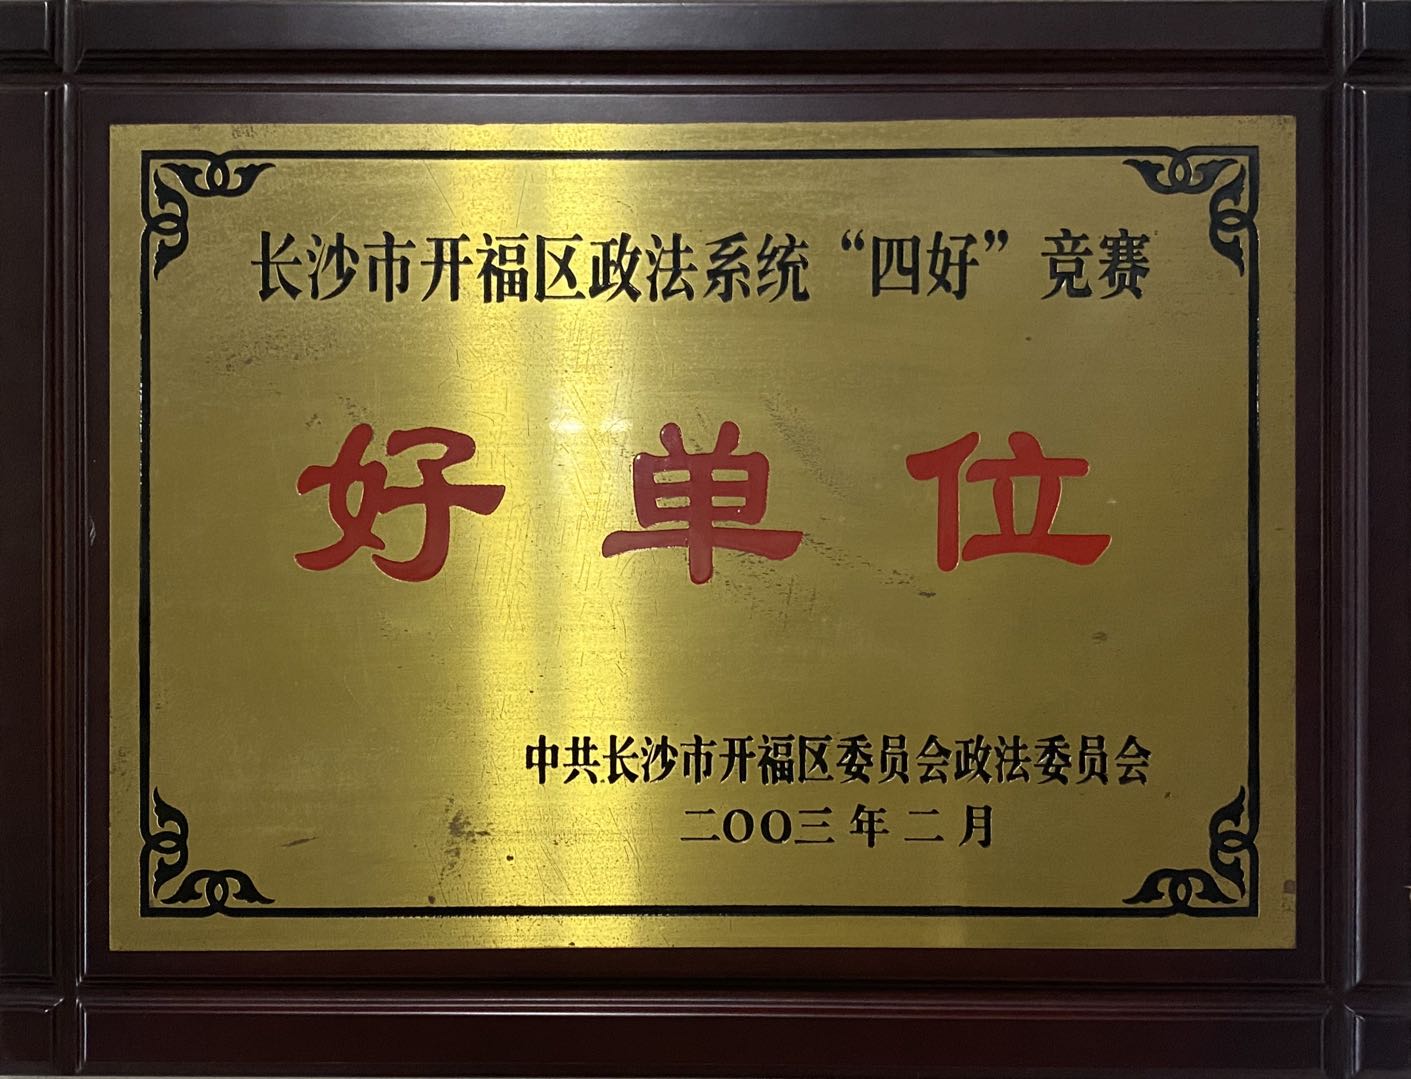 长沙市开福区政法系统“四好”竞赛
好单位
中共长沙市开福区委员会政法委员会
二〇〇三年二月